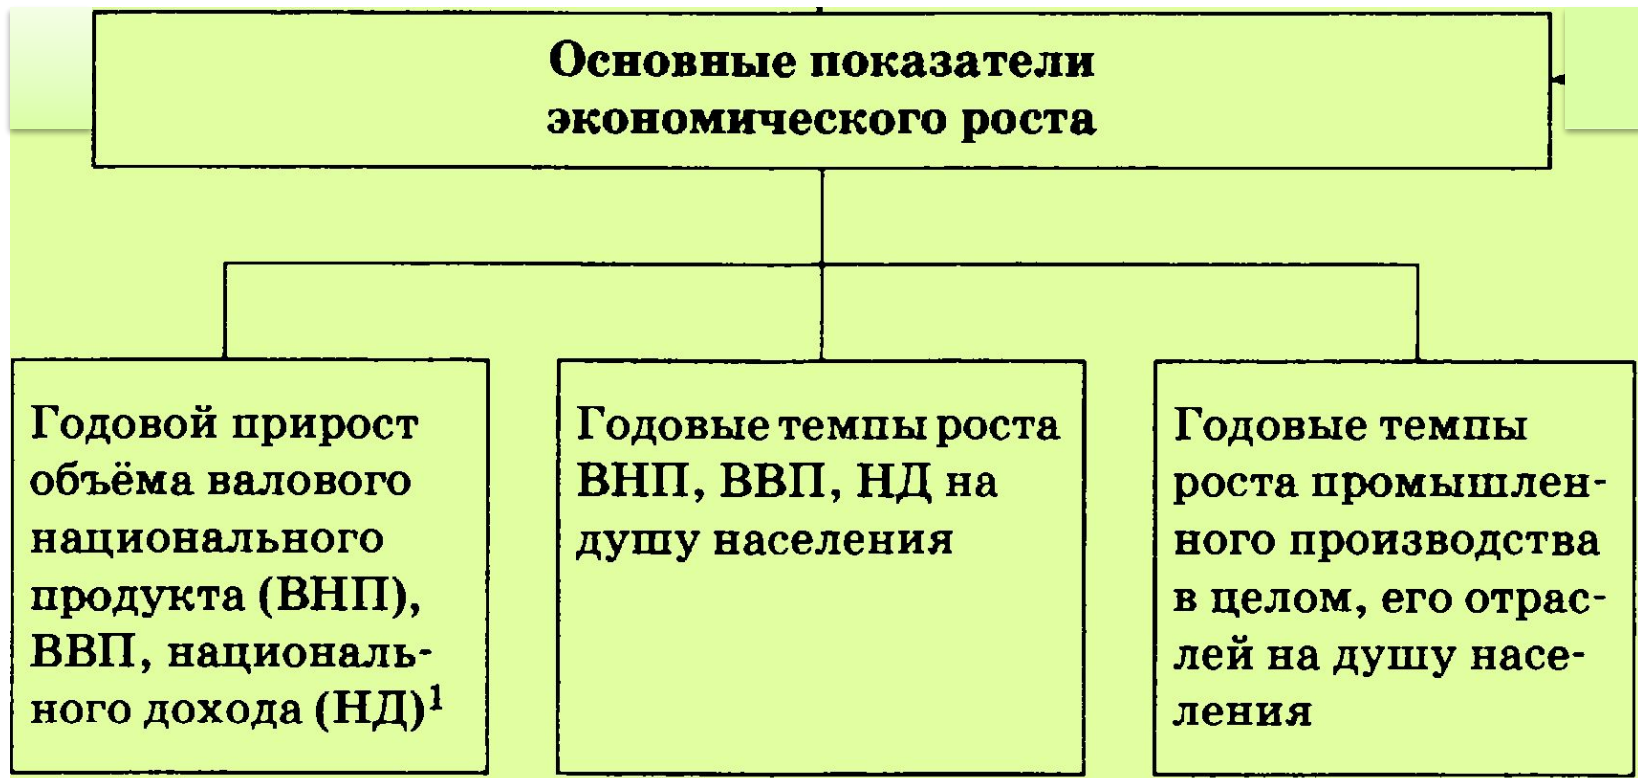 Основные показатели
экономического роста
Годовой прирост
объёма валового
национального
продукта (ВНП),
ВВП, националь-
ного дохода (НД)¹
Годовые темпы роста
ВНП, ВВП, НД на
душу населения
Годовые темпы
роста промышлен-
ного производства
в целом, его отрас-
лей на душу насе-
ления